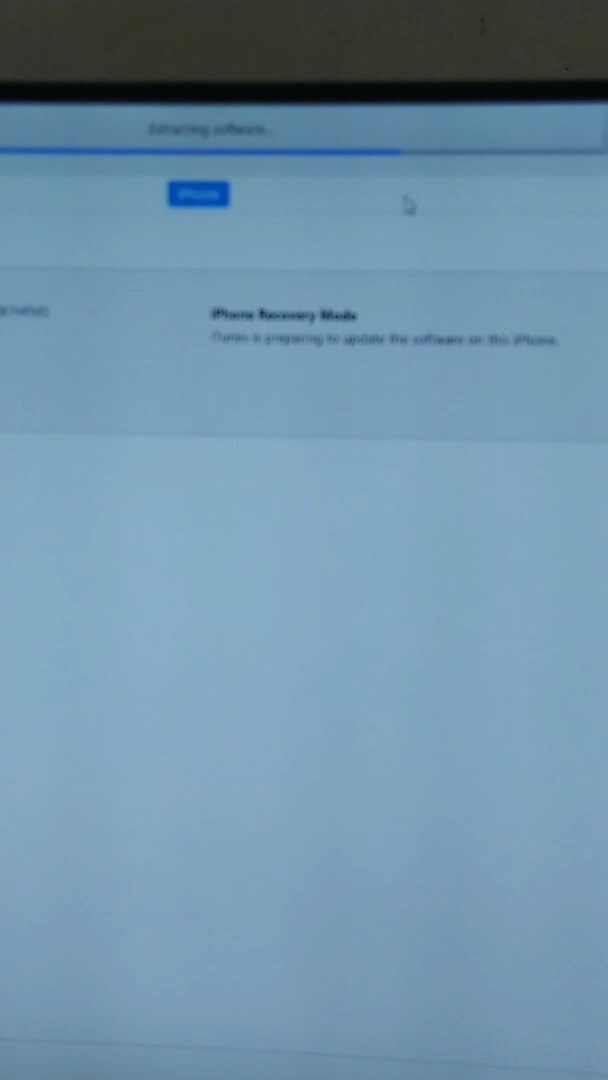 Extracting software...
iPhone
iPhone Recovery Mode
iTunes is preparing to update the software on this iPhone.